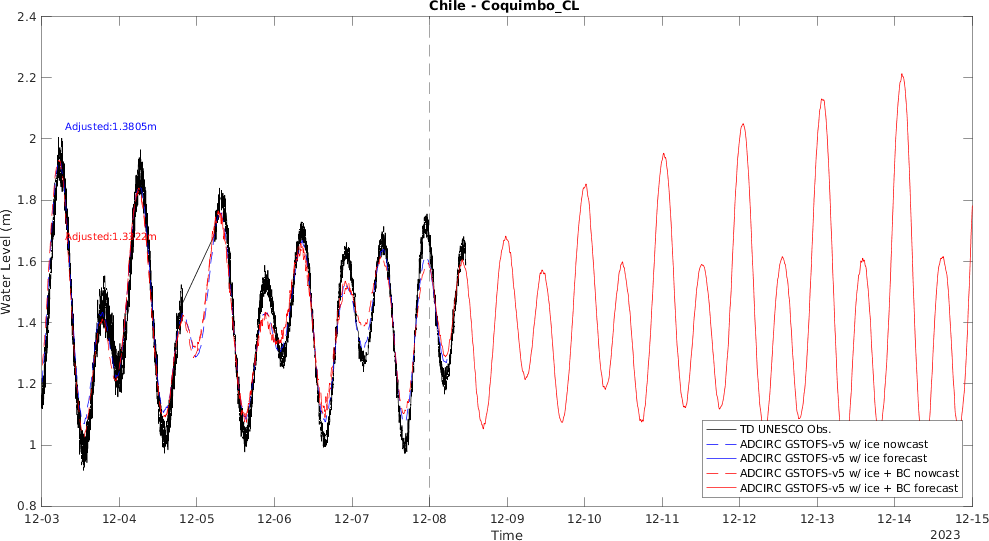 Chile - Coquimbo_CL
2.4
2.2
2
1.8
1.6
1.4
1.2
1
0.8
Water Level (m)
Adjusted:1.3805m
Adjusted:1.3322m
TD UNESCO Obs.
ADCIRC GSTOFS-v5 w/ ice nowcast
ADCIRC GSTOFS-v5 w/ ice forecast
ADCIRC GSTOFS-v5 w/ ice + BC nowcast
ADCIRC GSTOFS-v5 w/ ice + BC forecast
12-03 12-04 12-05 12-06 12-07 12-08 12-09 12-10 12-11 12-12 12-13 12-14 12-15
Time
2023